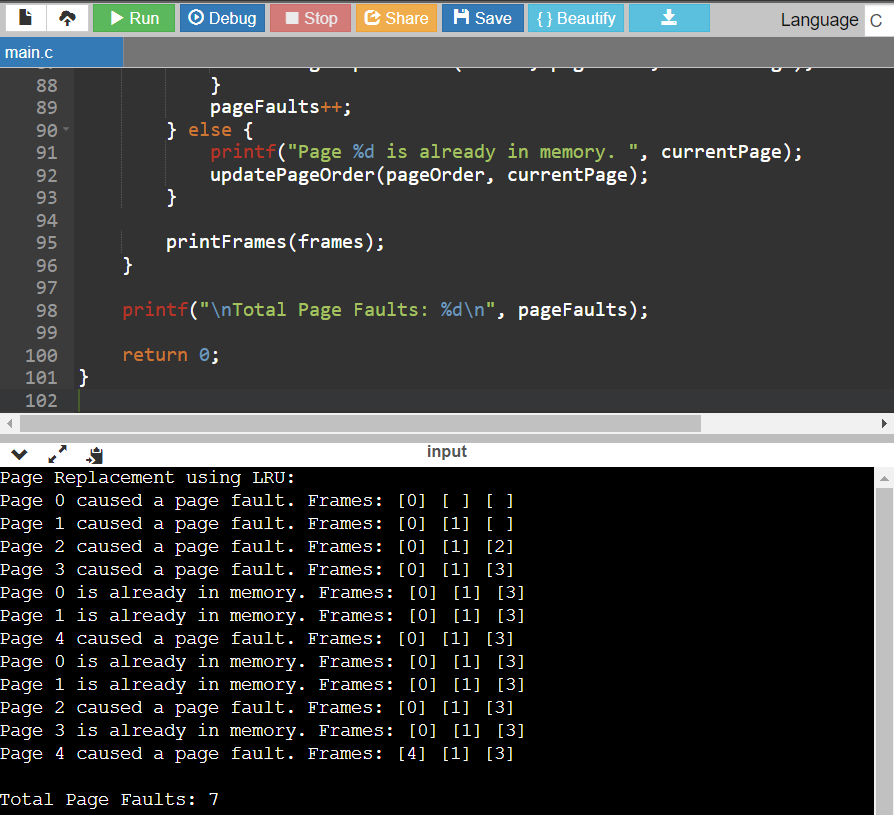 Run Debug Stop Share Save { } Beautify Language C
main.c
88 }
89 pageFaults++;
90 } else {
91 printf("Page %d is already in memory. ", currentPage);
92 updatePageOrder(pageOrder, currentPage);
93 }
94
95 printFrames(frames);
96 }
97
98 printf("\nTotal Page Faults: %d\n", pageFaults);
99
100 return 0;
101 }
102
input
Page Replacement using LRU:
Page 0 caused a page fault. Frames: [0] [ ] [ ]
Page 1 caused a page fault. Frames: [0] [1] [ ]
Page 2 caused a page fault. Frames: [0] [1] [2]
Page 3 caused a page fault. Frames: [0] [1] [3]
Page 0 is already in memory. Frames: [0] [1] [3]
Page 1 is already in memory. Frames: [0] [1] [3]
Page 4 caused a page fault. Frames: [0] [1] [3]
Page 0 is already in memory. Frames: [0] [1] [3]
Page 1 is already in memory. Frames: [0] [1] [3]
Page 2 caused a page fault. Frames: [0] [1] [3]
Page 3 is already in memory. Frames: [0] [1] [3]
Page 4 caused a page fault. Frames: [4] [1] [3]
Total Page Faults: 7